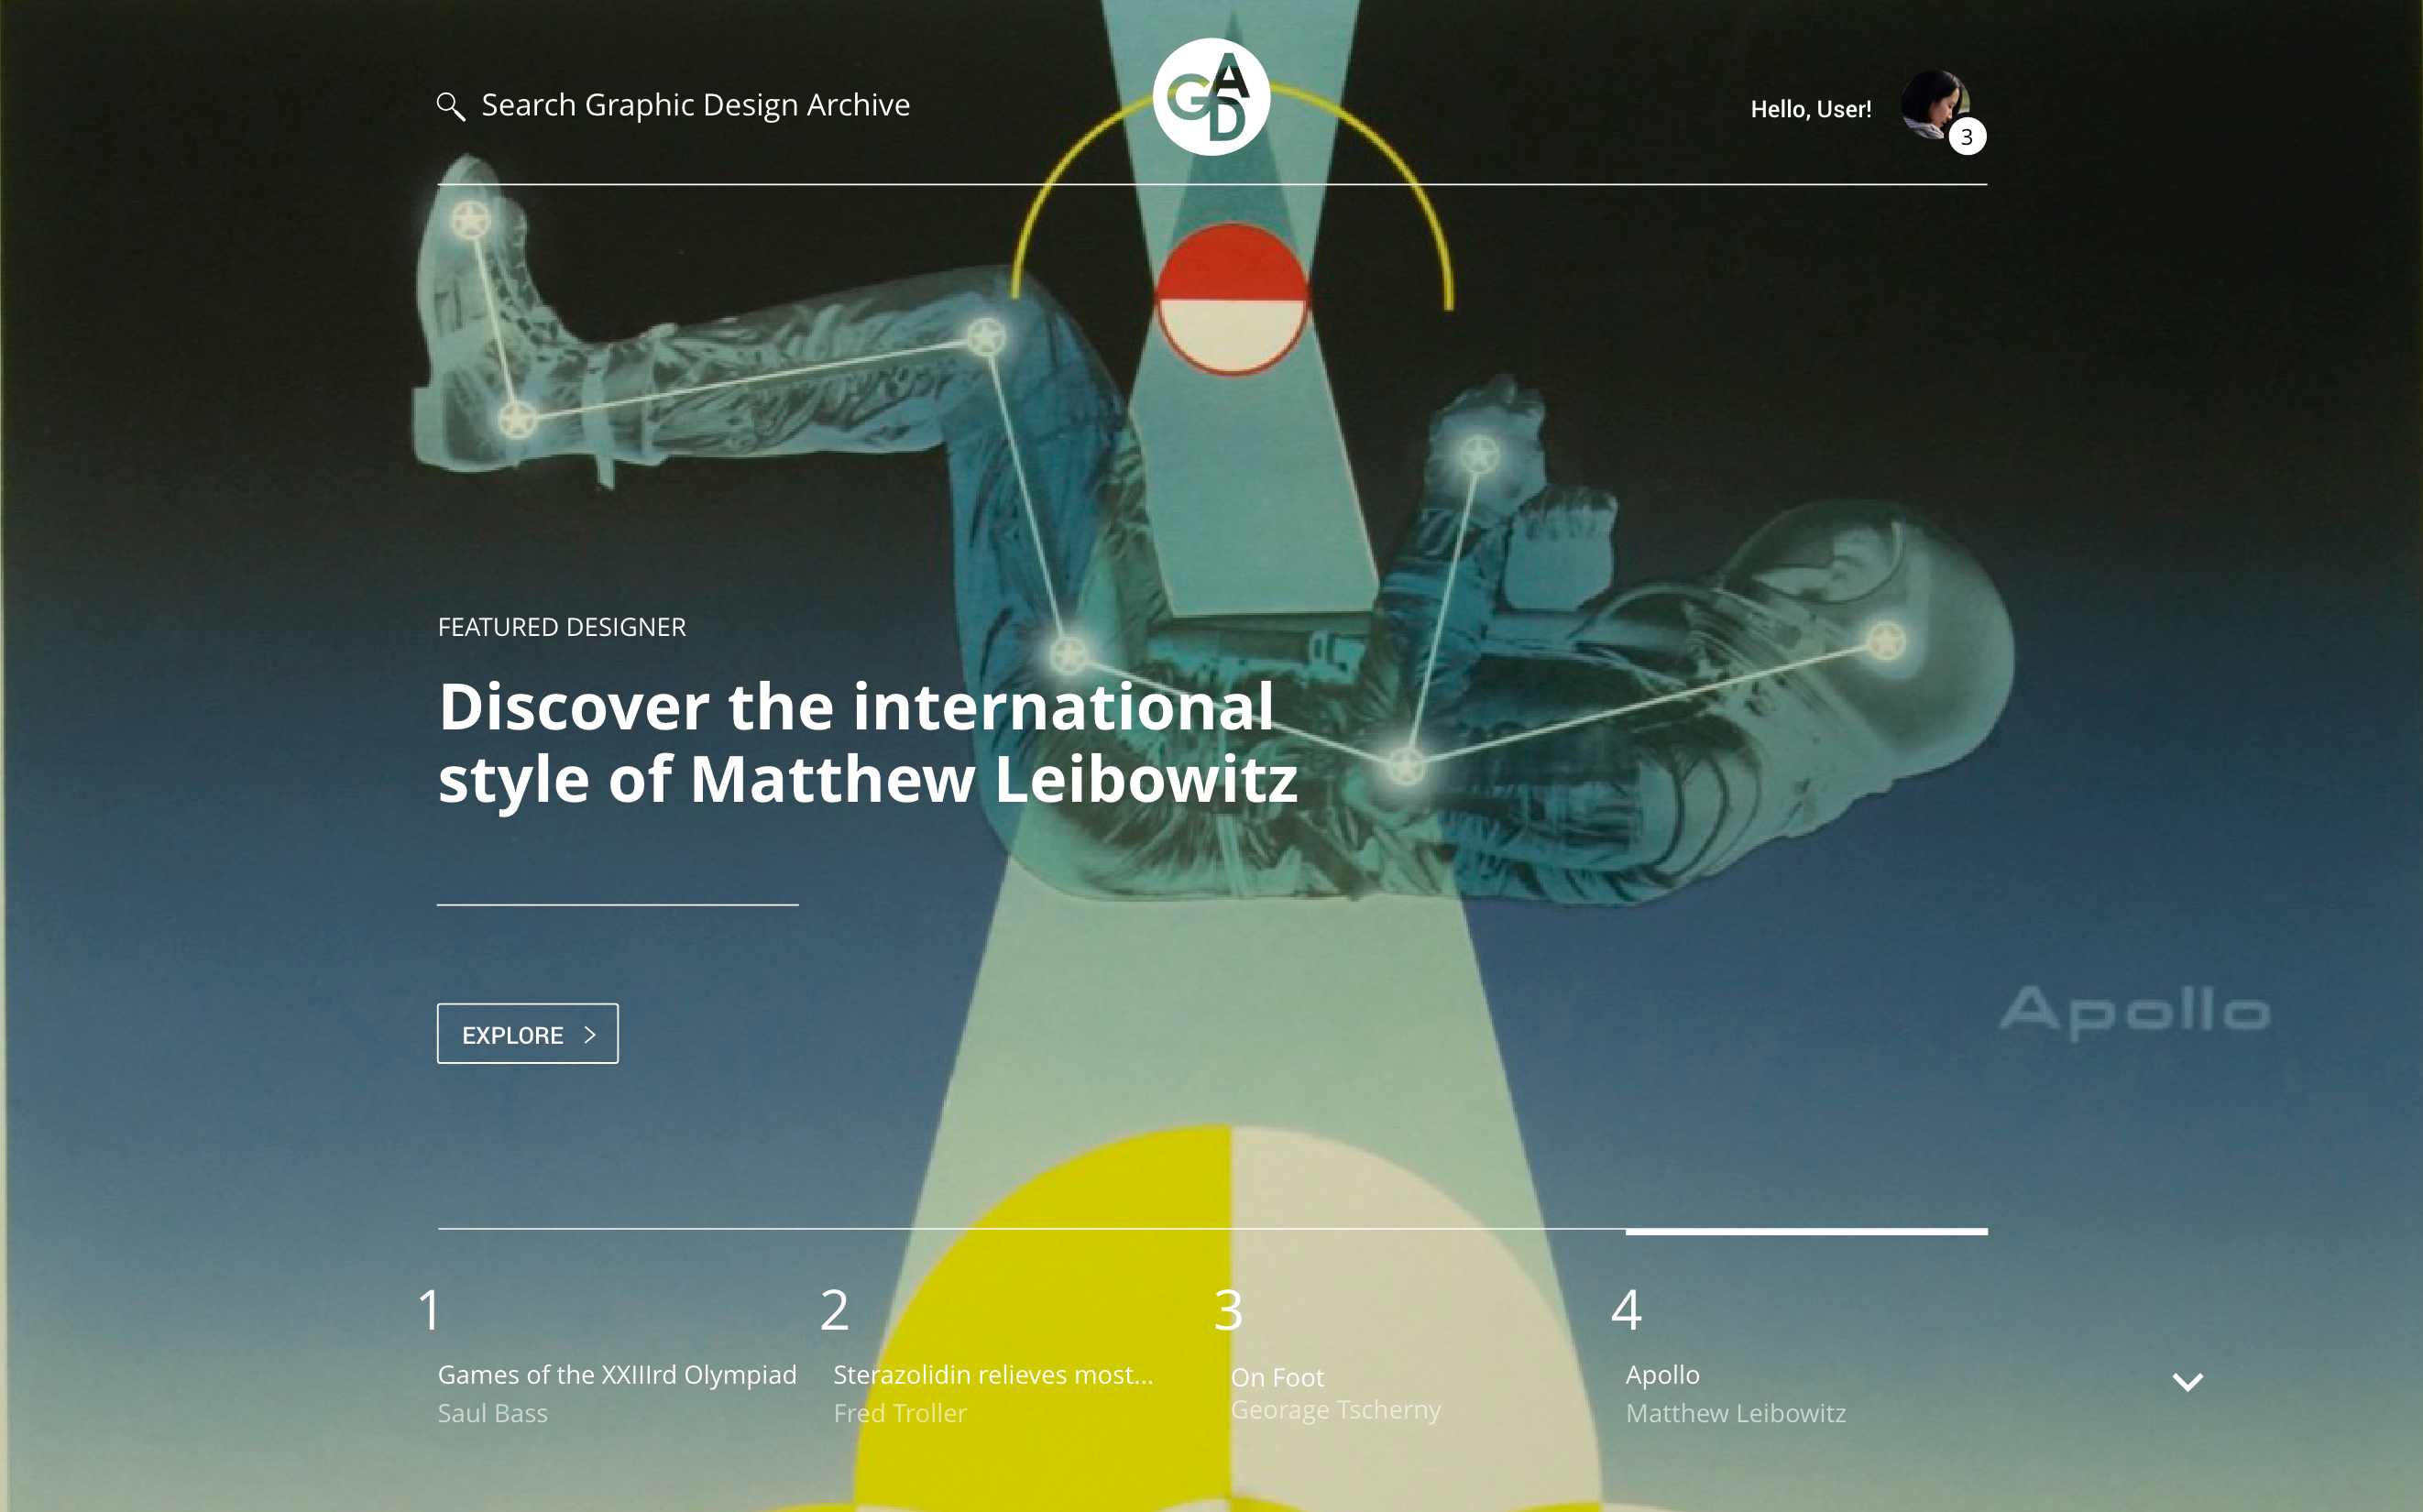 Search Graphic Design Archive
GAD
Hello, User!
3
FEATURED DESIGNER
Discover the international
style of Matthew Leibowitz
EXPLORE
Apollo
1
Games of the XXIIIrd Olympiad
Saul Bass
2
Sterazolidin relieves most...
Fred Troller
3
On Foot
Georage Tscherny
4
Apollo
Matthew Leibowitz